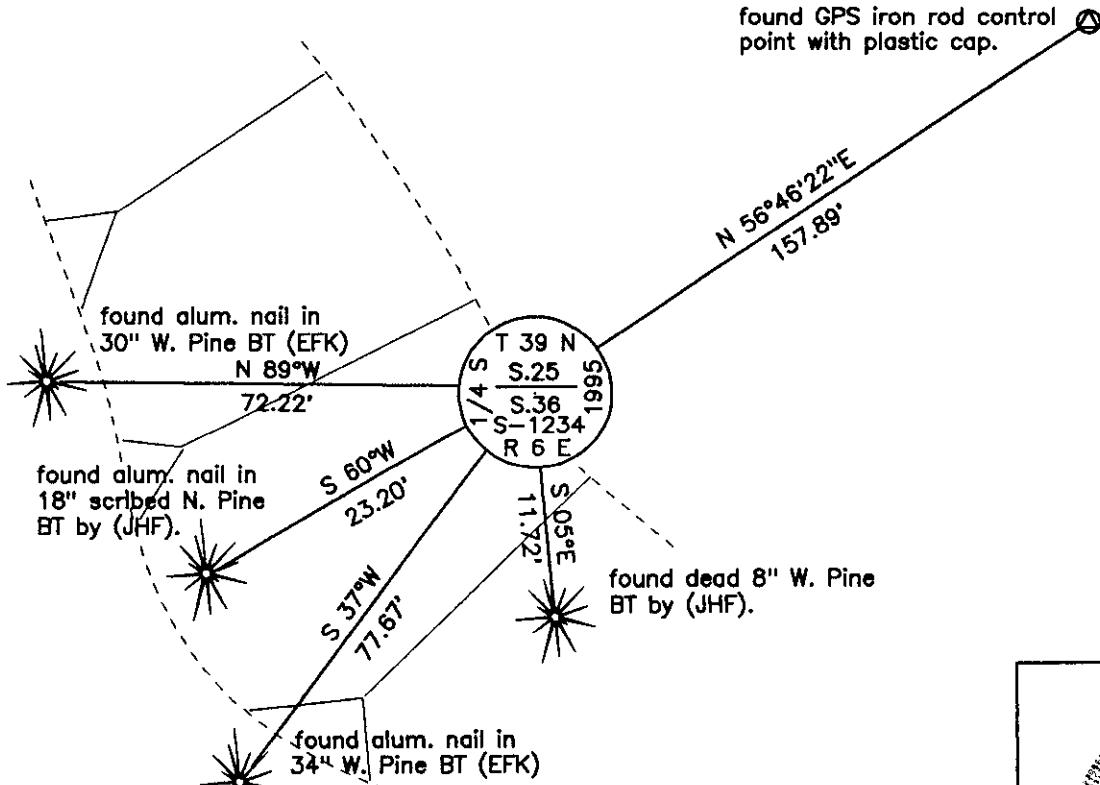 found GPS iron rod control
point with plastic cap.
N 56°46'22"E
157.89'
found alum. nail in
30" W. Pine BT (EFK)
N 89°W
72.22'
T 39 N
S.25
1/4 S
1995
S.36
S-1234
R 6 E
found alum. nail in
18" scribed N. Pine
BT by (JHF).
S 60°W
23.20'
S 05°E
11.72'
S 37°W
77.67'
found dead 8" W. Pine
BT by (JHF).
found alum. nail in
34" W. Pine BT (EFK)